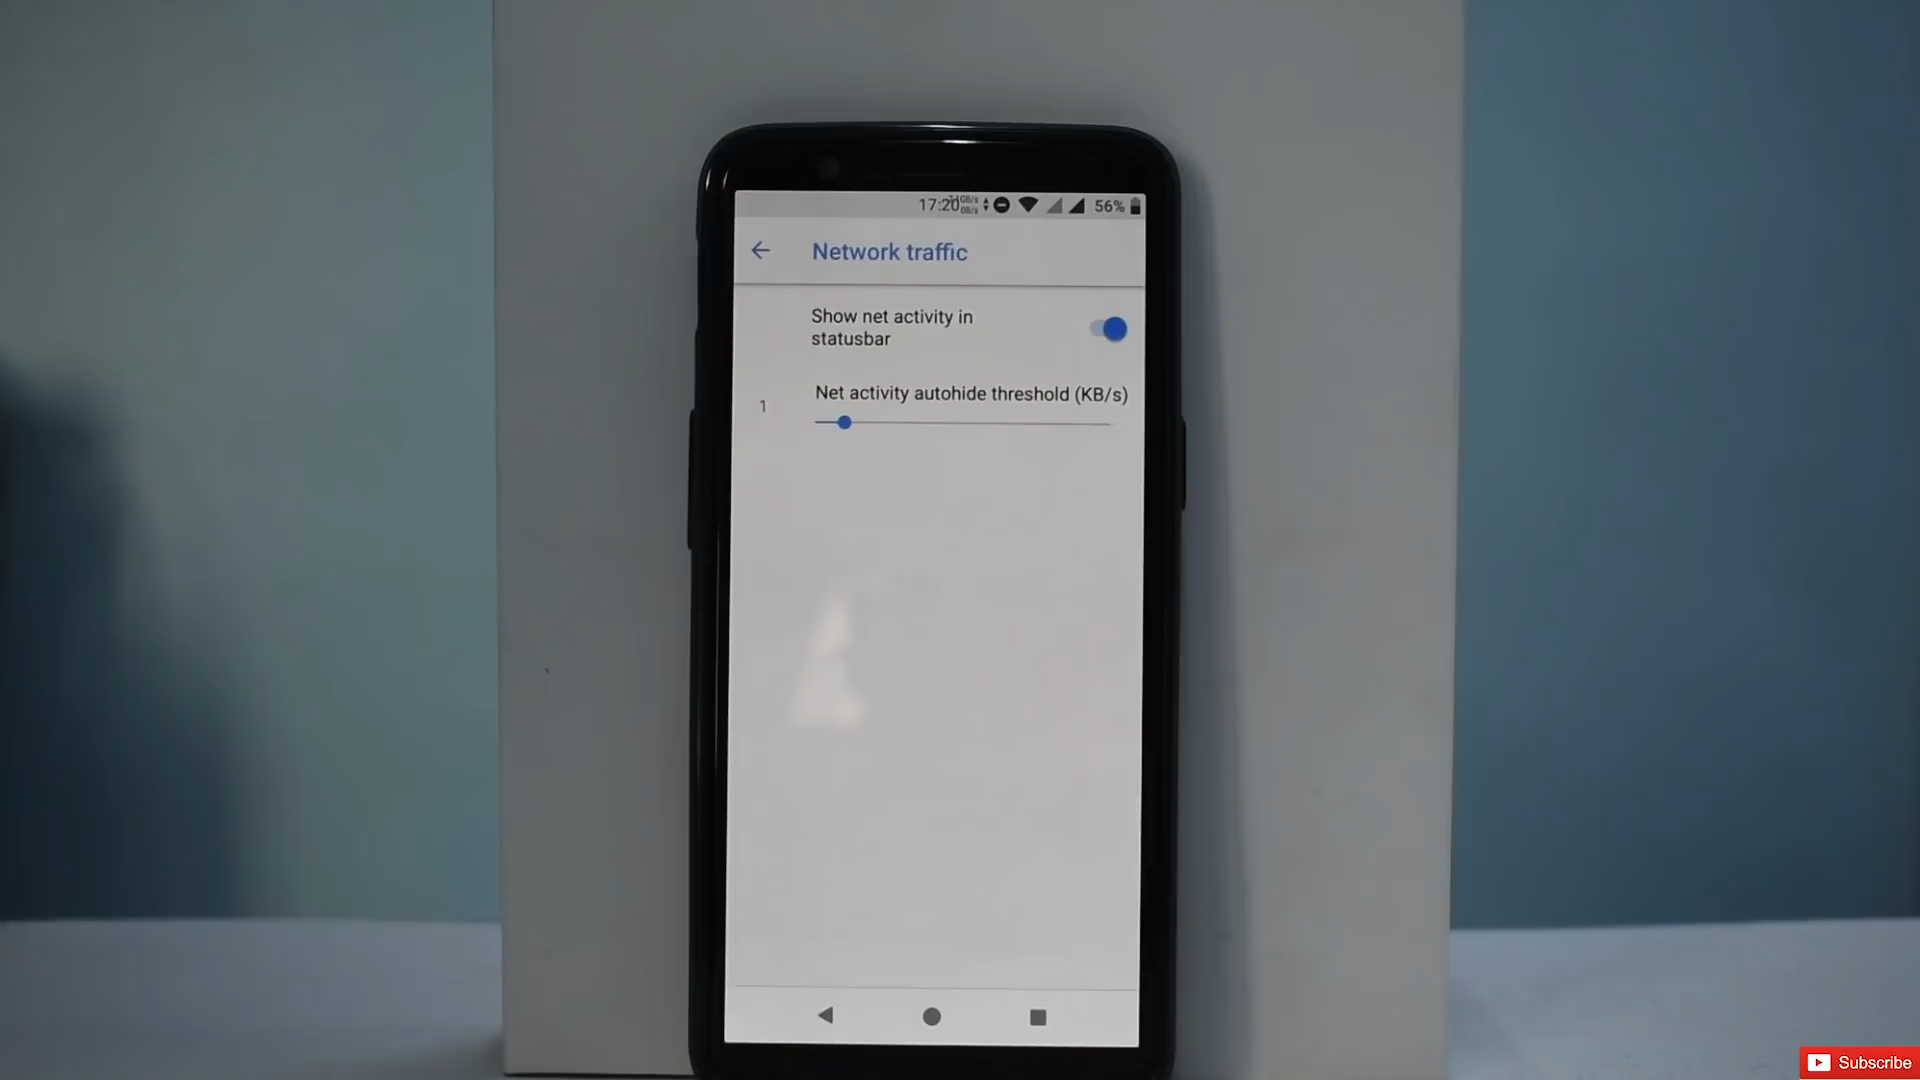 17:20
56%
Network traffic
Show net activity in
statusbar
1
Net activity autohide threshold (KB/s)
Subscribe